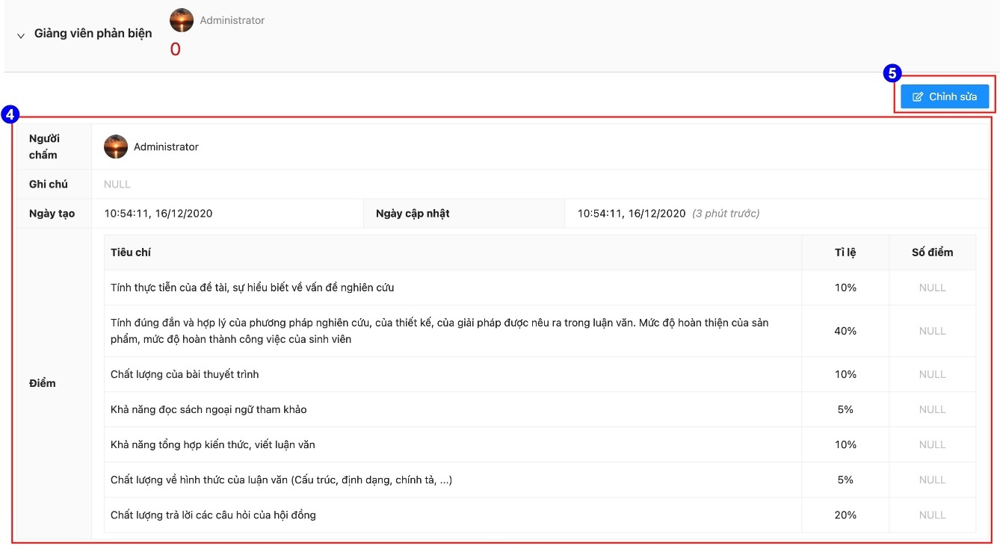 Giảng viên phản biện
Administrator
0
5
Chỉnh sửa
4
Người
chấm
Administrator
Ghi chú
NULL
Ngày tạo
10:54:11, 16/12/2020
Ngày cập nhật
10:54:11, 16/12/2020 (3 phút trước)
Điểm
Tiêu chí
Tỉ lệ
Số điểm
Tính thực tiễn của đề tài, sự hiểu biết về vấn đề nghiên cứu
10%
NULL
Tính đúng đắn và hợp lý của phương pháp nghiên cứu, của thiết kế, của giải pháp được nêu ra trong luận văn. Mức độ hoàn thiện của sản
phẩm, mức độ hoàn thành công việc của sinh viên
40%
NULL
Chất lượng của bài thuyết trình
10%
NULL
Khả năng đọc sách ngoại ngữ tham khảo
5%
NULL
Khả năng tổng hợp kiến thức, viết luận văn
10%
NULL
Chất lượng về hình thức của luận văn (Cấu trúc, định dạng, chính tả, ...)
5%
NULL
Chất lượng trả lời các câu hỏi của hội đồng
20%
NULL